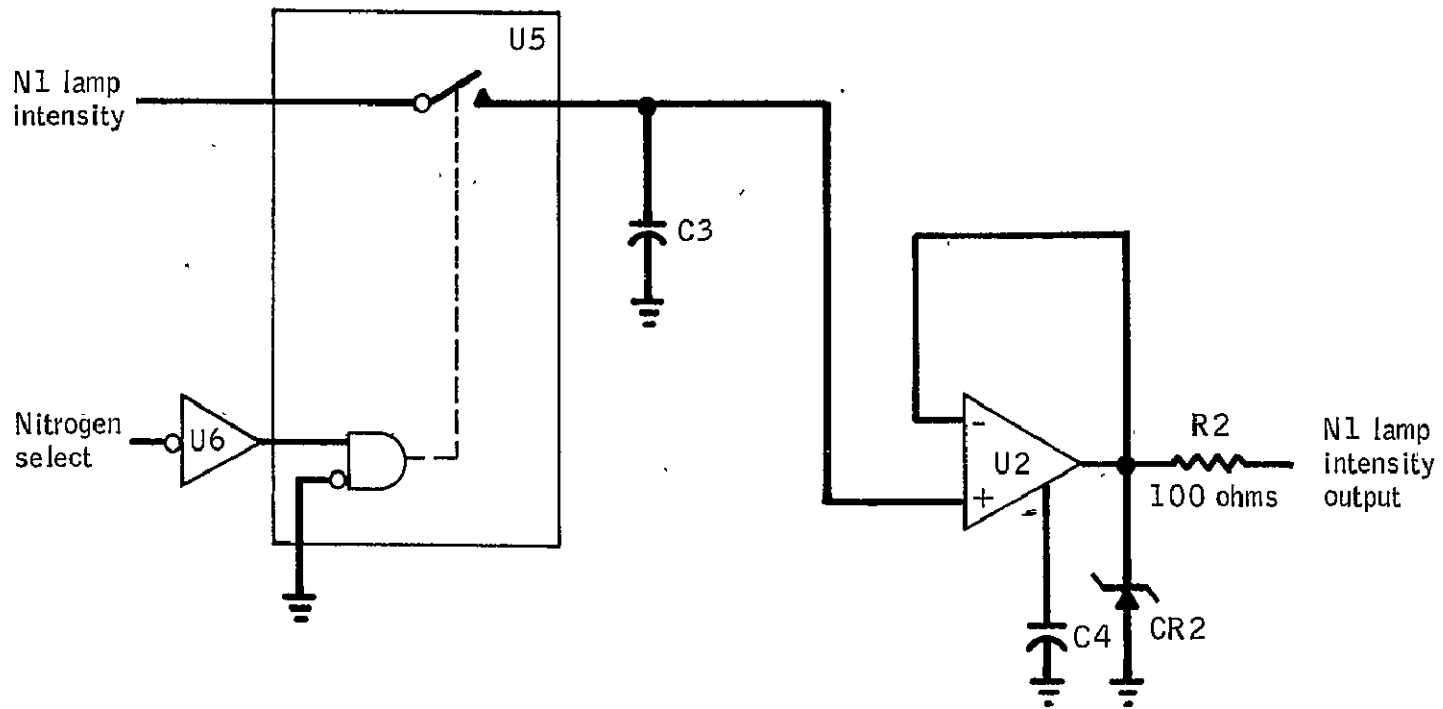 U5
N1 lamp
intensity
C3
Nitrogen
select
U6
-
+
U2
R2
100 ohms
N1 lamp
intensity
output
C4
CR2